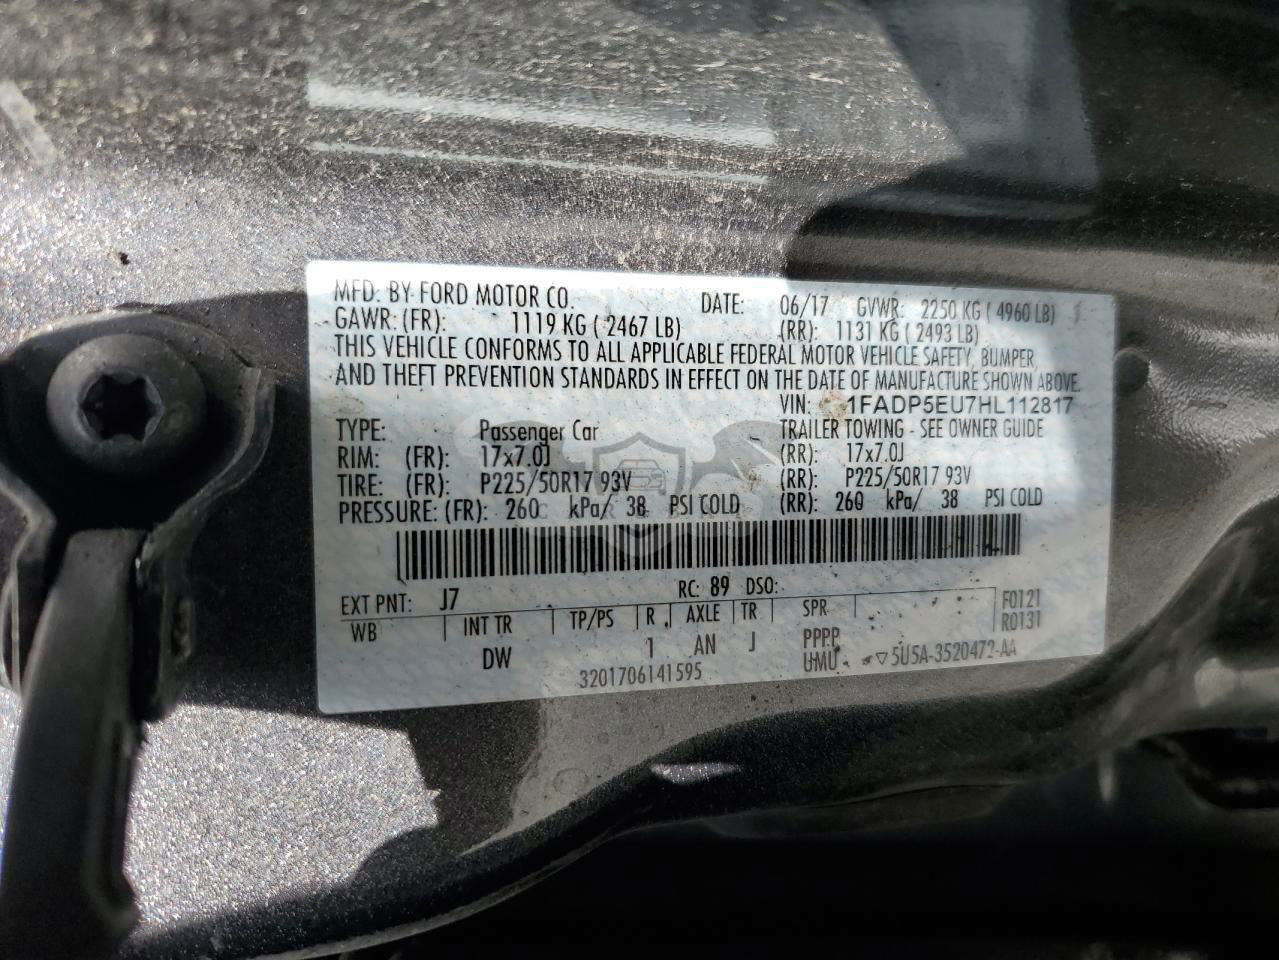 MFD. BY FORD MOTOR CO. DATE: 06/17 GVWR: 2250 KG ( 4960 LB)
GAWR: (FR): 1119 KG ( 2467 LB) (RR): 1131 KG ( 2493 LB)
THIS VEHICLE CONFORMS TO ALL APPLICABLE FEDERAL MOTOR VEHICLE SAFETY, BUMPER,
AND THEFT PREVENTION STANDARDS IN EFFECT ON THE DATE OF MANUFACTURE SHOWN ABOVE.
VIN: 1FADP5EU7HL112817
TYPE: Passenger Car TRAILER TOWING - SEE OWNER GUIDE
RIM: (FR): 17x7.0J (RR): 17x7.0J
TIRE: (FR): P225/50R17 93V (RR): P225/50R17 93V
PRESSURE: (FR): 260 kPa/ 38 PSI COLD (RR): 260 kPa/ 38 PSI COLD
EXT PNT: J7 RC: 89 DSO:
WB INT TR TP/PS R AXLE TR SPR F0121
R0131
DW 1 AN J PPPP
UMU ▽5U5A-3520472-AA
3201706141595